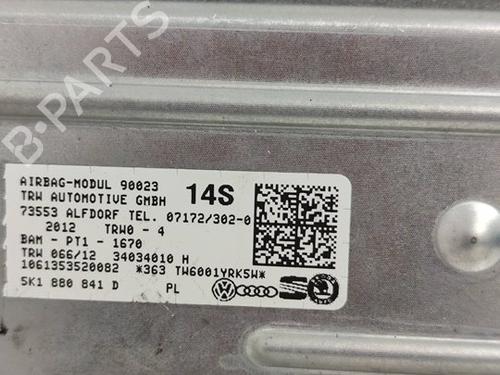 B-PARTS
AIRBAG-MODUL 90023
14S
TRW AUTOMOTIVE GMBH
73553 ALFDORF TEL. 07172/302-0
2012 TRW0 - 4
BAM - PT1 - 1670
TRW 066/12 34034010 H
1061353520082 *363 TW6001YRK5W*
5K1 880 841 D PL